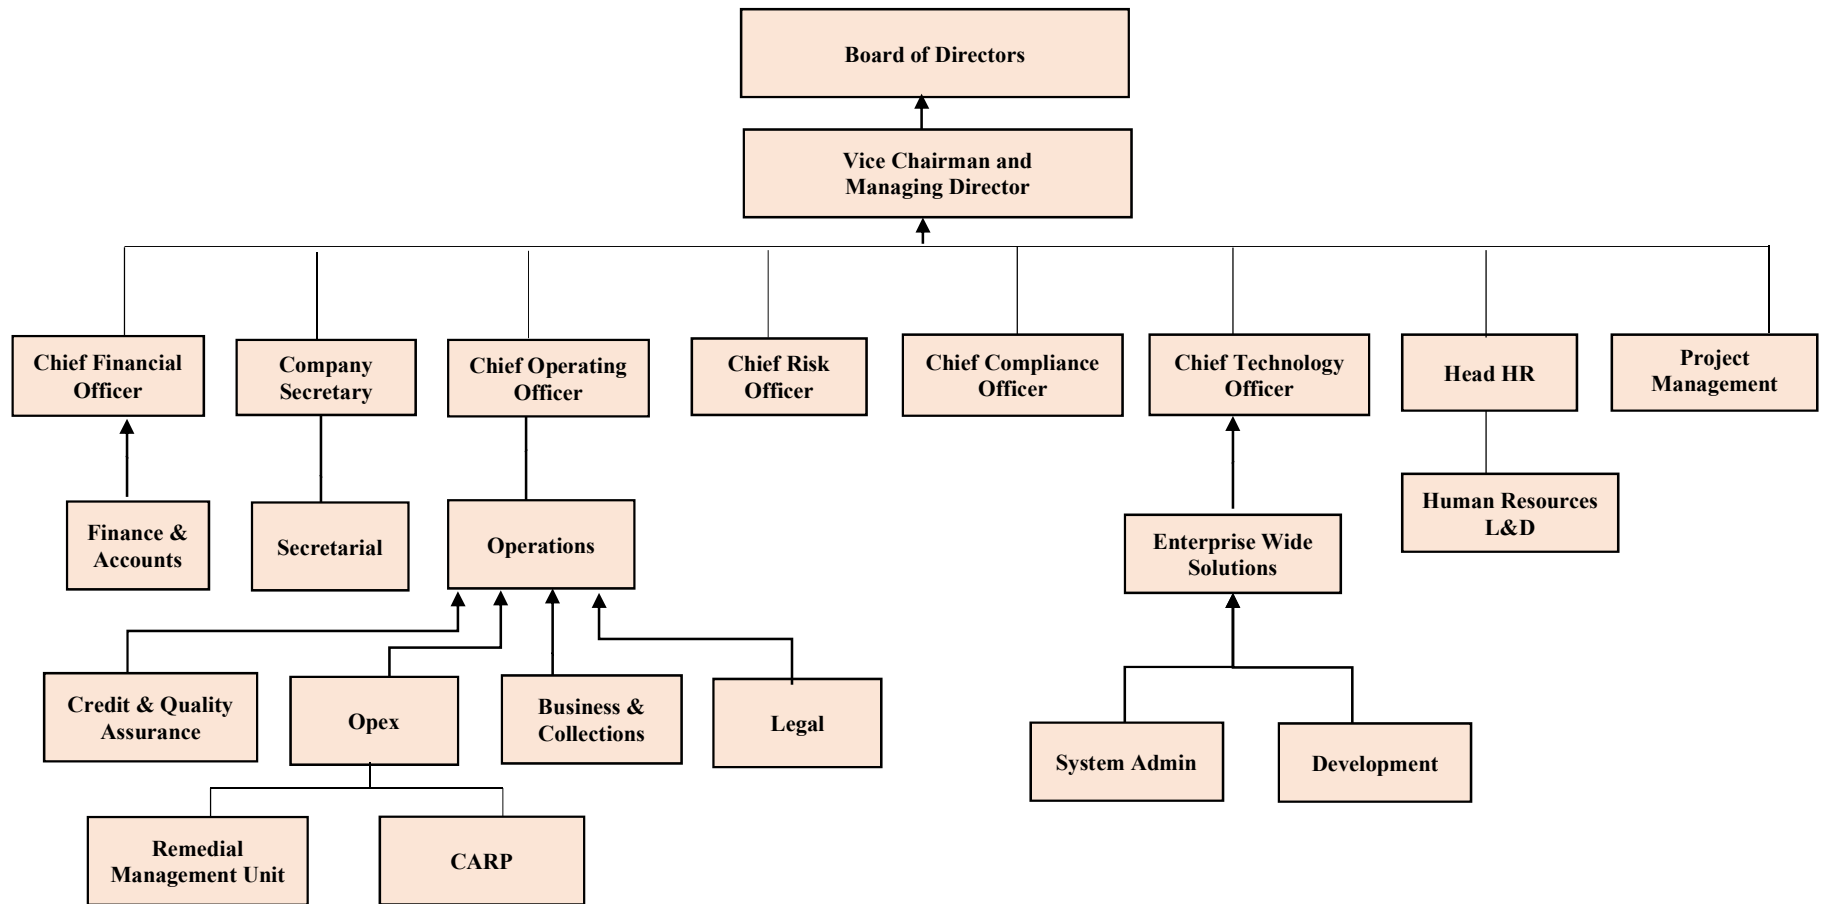 Board of Directors
Vice Chairman and
Managing Director
Chief Financial
Officer
Company
Secretary
Chief Operating
Officer
Chief Risk
Officer
Chief Compliance
Officer
Chief Technology
Officer
Head HR
Project
Management
Finance &
Accounts
Secretarial
Operations
Enterprise Wide
Solutions
Human Resources
L&D
Credit & Quality
Assurance
Opex
Business &
Collections
Legal
System Admin
Development
Remedial
Management Unit
CARP